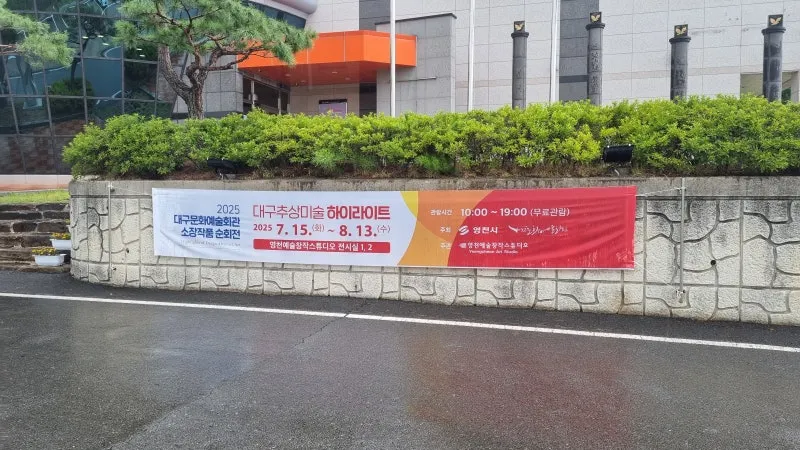 2025
대구문화예술회관
소장작품 순회전
대구추상미술 하이라이트
2025 7. 15.(화) ~ 8. 13.(수)
영천예술창작스튜디오 전시실 1, 2
관람시간 10:00 ~ 19:00 (무료관람)
주최 영천시
주관 영천예술창작스튜디오
Yeongcheon Art Studio